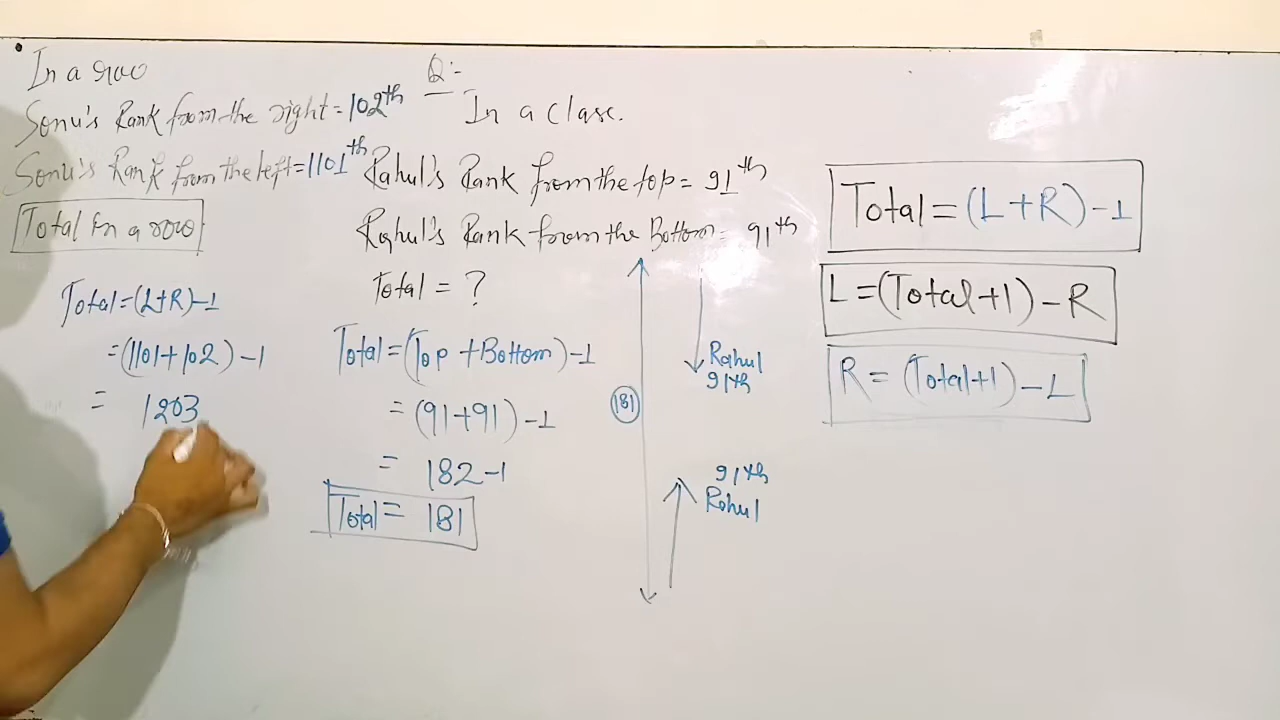 In a row
Sonu's Rank from the right = 102th
Sonu's Rank from the left = 1101th
Total in a row
Total = (L+R)-1
= (1101+102)-1
= 1203
Q:-
In a class.
Rahul's Rank from the top = 91th
Rahul's Rank from the Bottom = 91th
Total = ?
Total = (Top + Bottom)-1
= (91+91)-1
= 182-1
Total = 181
181
Rahul
91th
91th
Rahul
Total = (L+R)-1
L = (Total+1)-R
R = (Total+1)-L